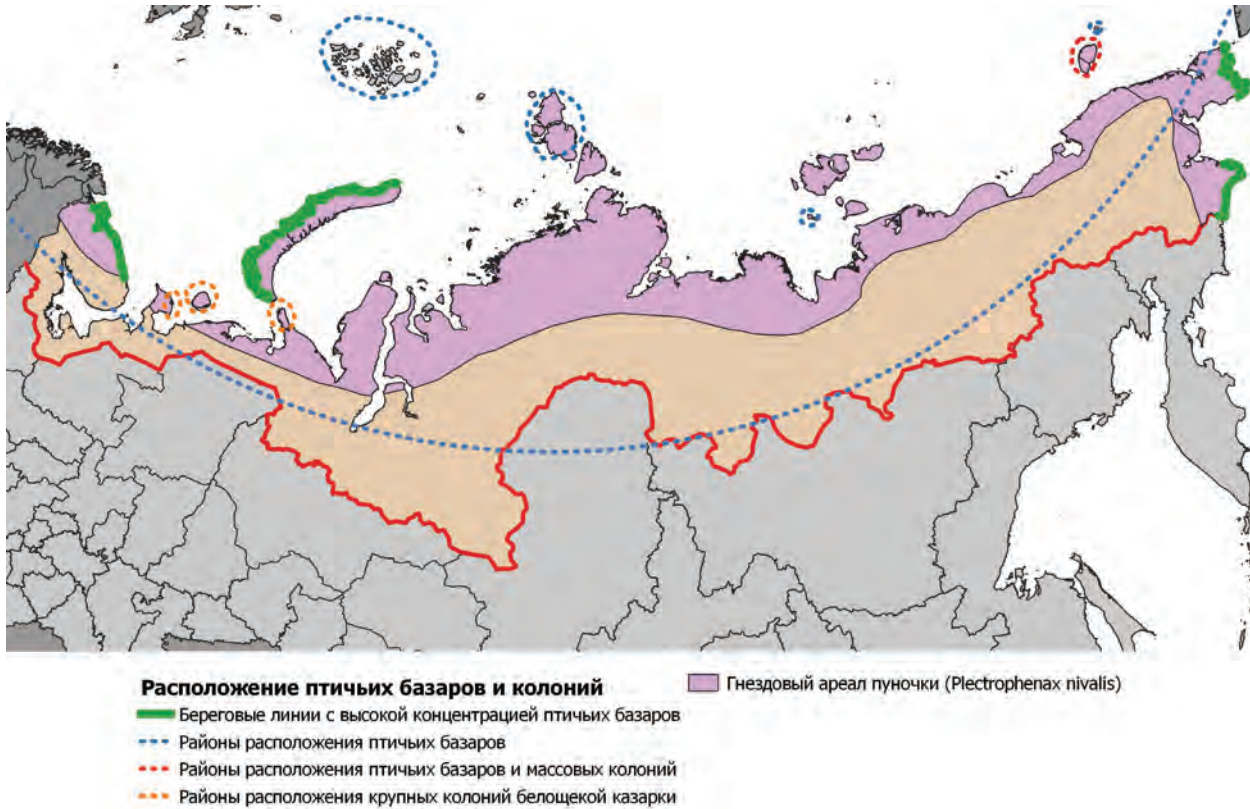 Расположение птичьих базаров и колоний
Береговые линии с высокой концентрацией птичьих базаров
Районы расположения птичьих базаров
Районы расположения птичьих базаров и массовых колоний
Районы расположения крупных колоний белощекой казарки
Гнездовый ареал пуночки (Plectrophenax nivalis)